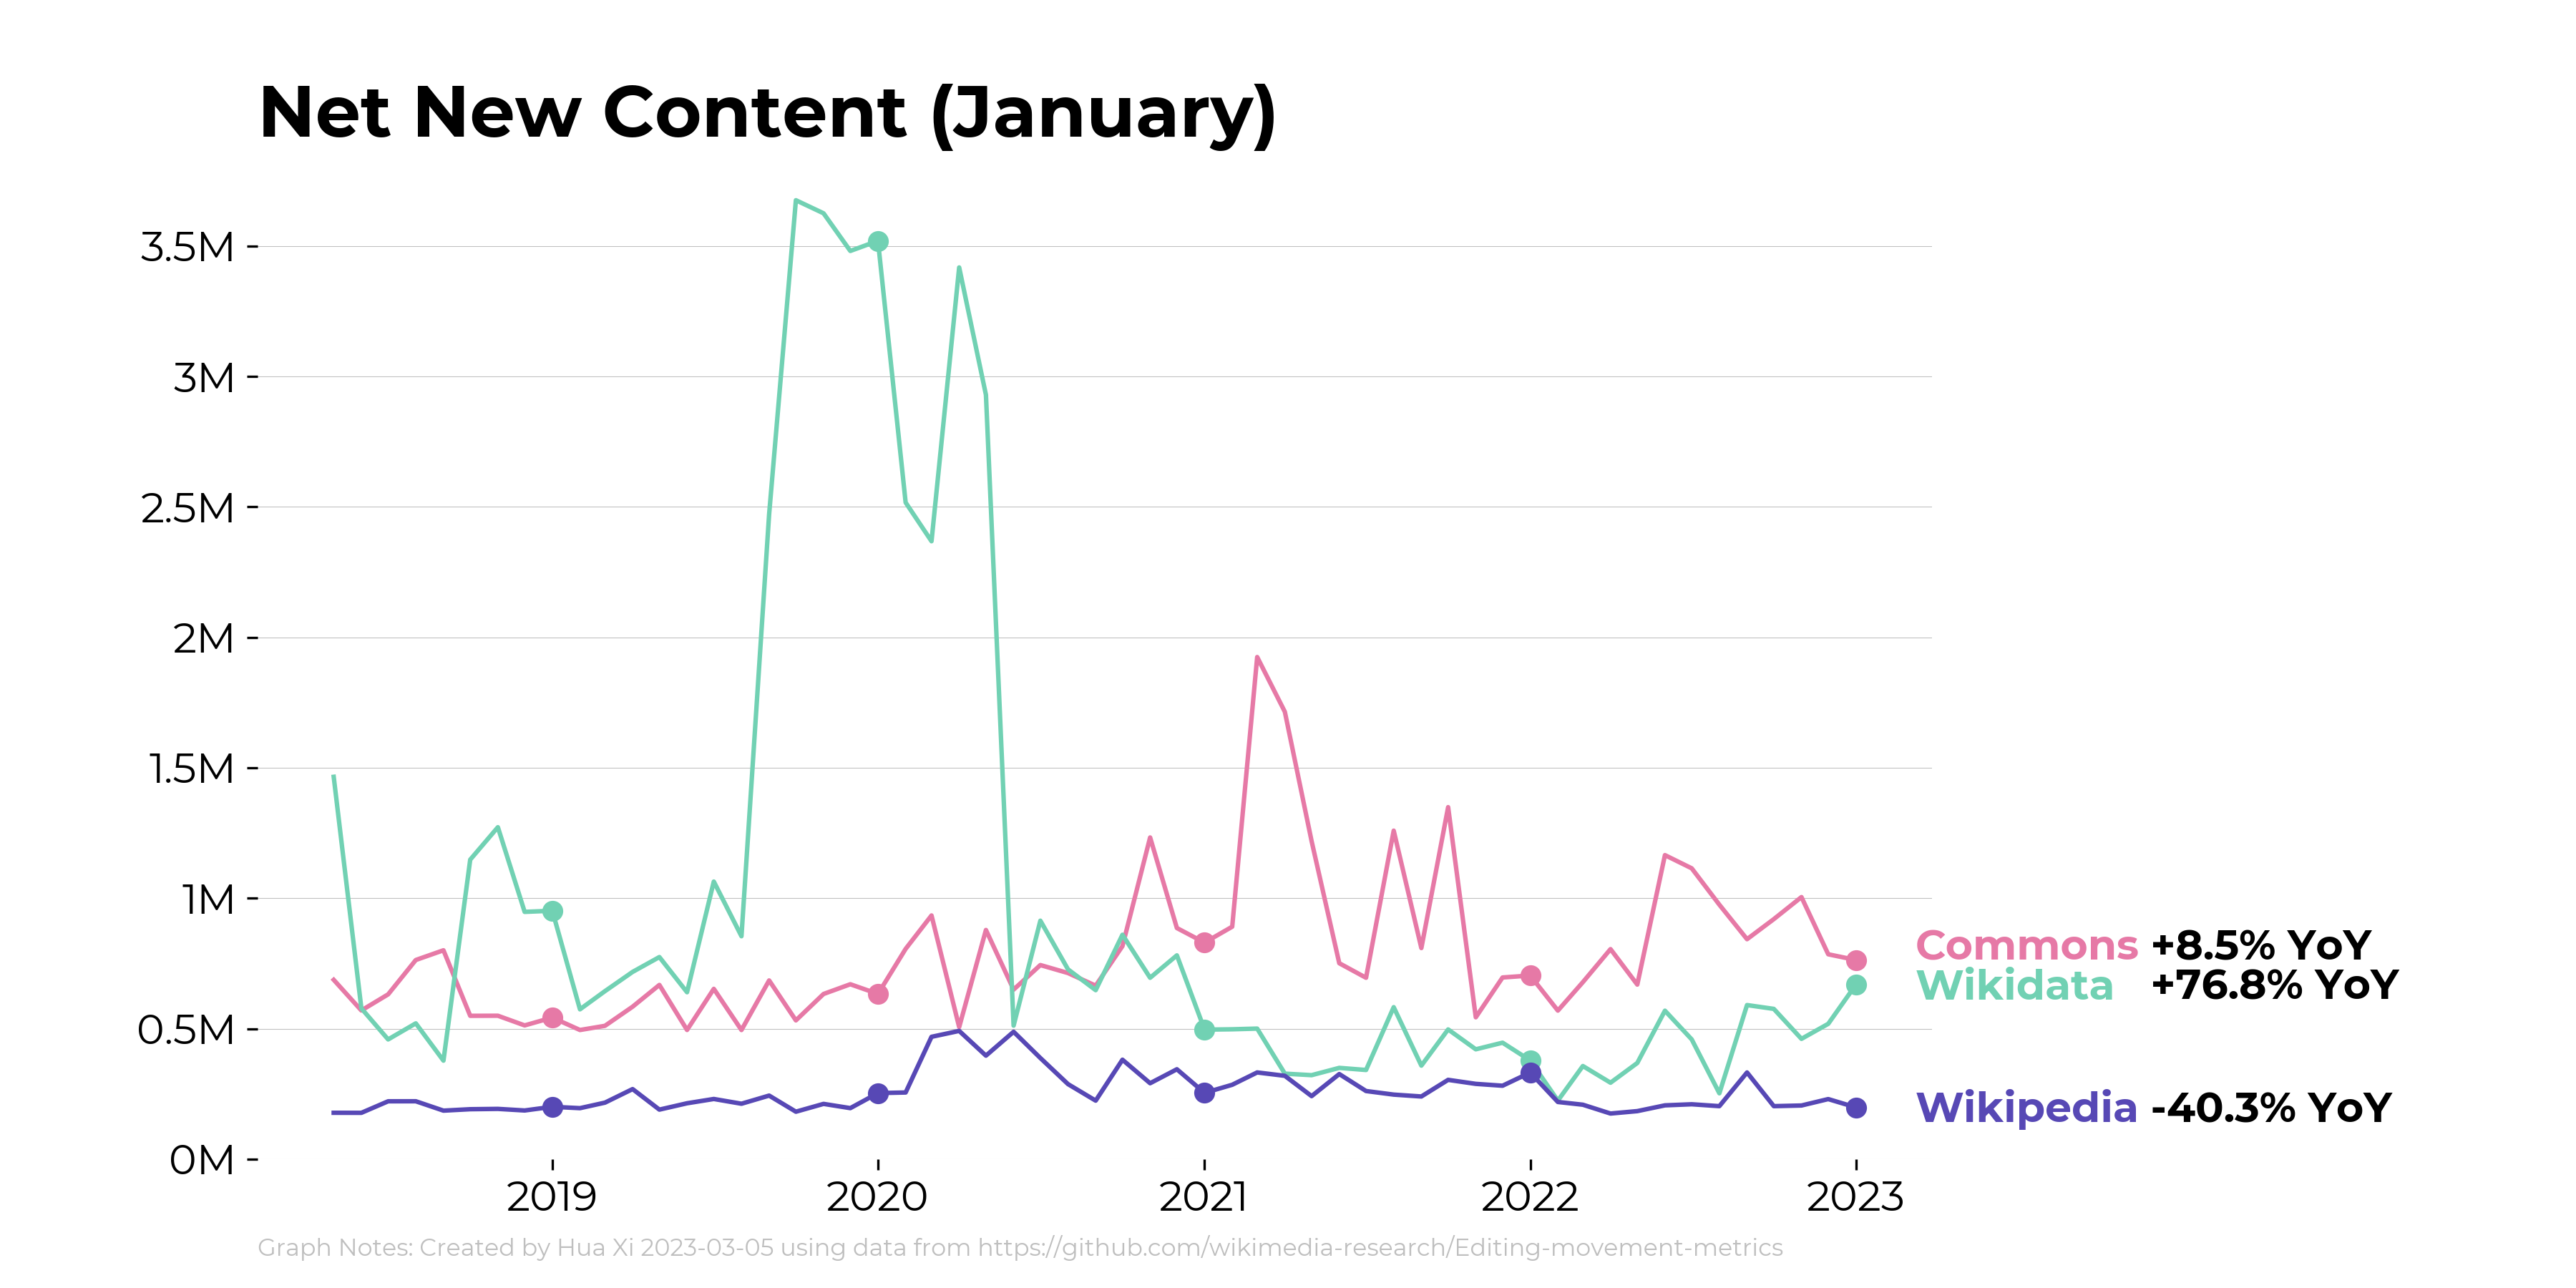 Net New Content (January)
3.5M
3M
2.5M
2M
1.5M
1M
0.5M
0M
Commons +8.5% YoY
Wikidata +76.8% YoY
Wikipedia -40.3% YoY
2019 2020 2021 2022 2023
Graph Notes: Created by Hua Xi 2023-03-05 using data from https://github.com/wikimedia-research/Editing-movement-metrics